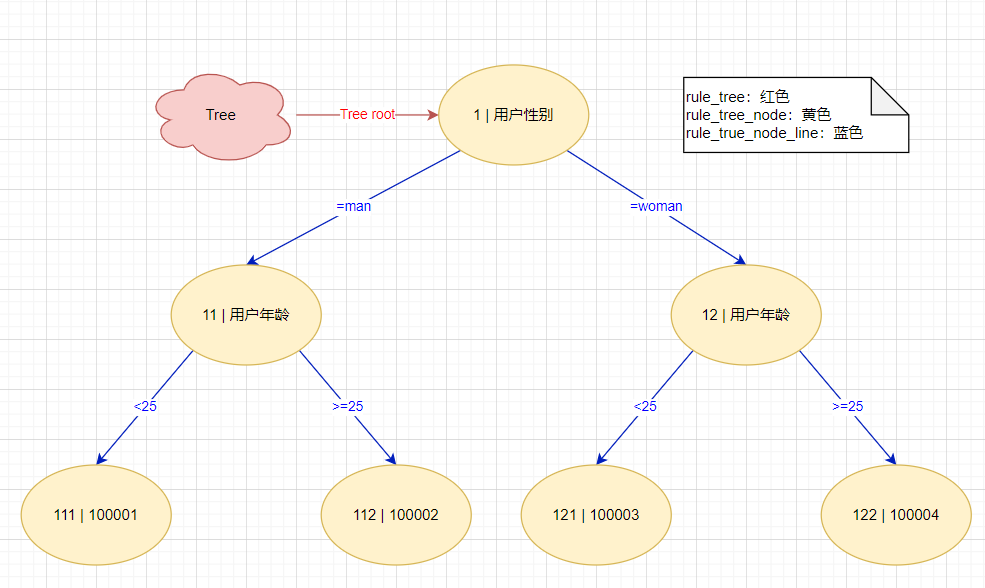 Tree
Tree root
1 | 用户性别
rule_tree：红色
rule_tree_node：黄色
rule_true_node_line：蓝色
=man
=woman
11 | 用户年龄
12 | 用户年龄
<25
>=25
<25
>=25
111 | 100001
112 | 100002
121 | 100003
122 | 100004